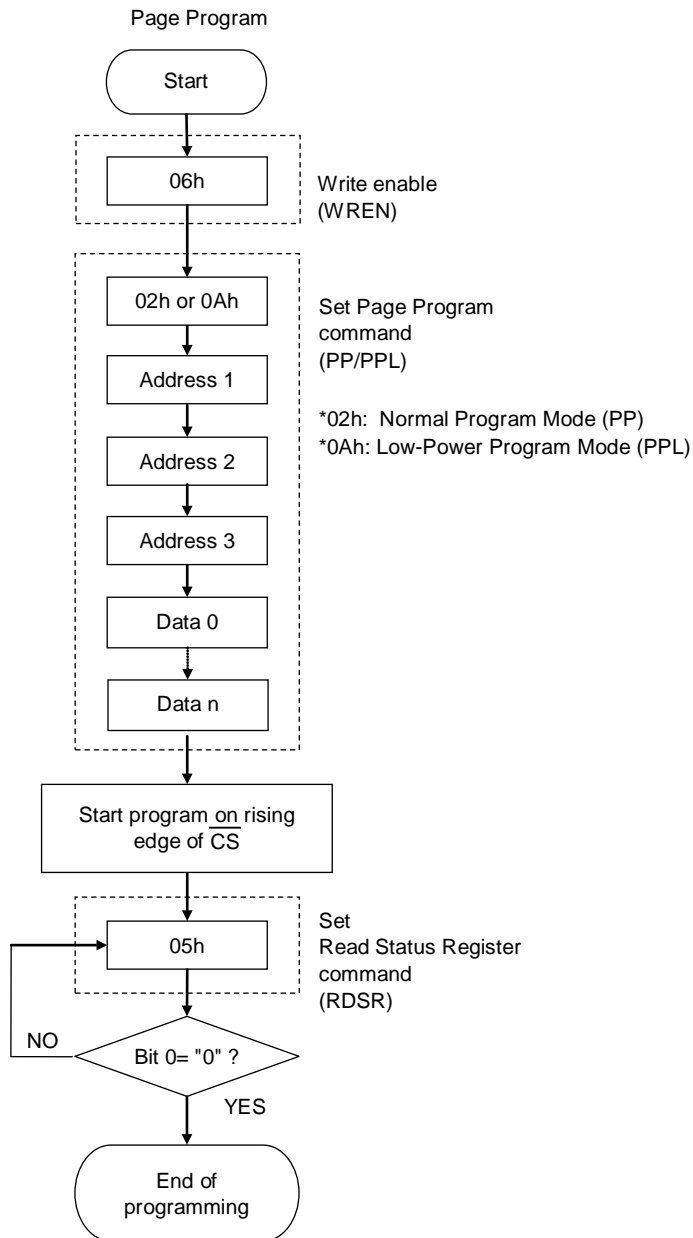 Page Program
Start
06h
Write enable
(WREN)
02h or 0Ah
Set Page Program
command
(PP/PPL)
Address 1
*02h: Normal Program Mode (PP)
*0Ah: Low-Power Program Mode (PPL)
Address 2
Address 3
Data 0
Data n
Start program on rising
edge of C̅S̅
05h
Set
Read Status Register
command
(RDSR)
NO
Bit 0= "0" ?
YES
End of
programming